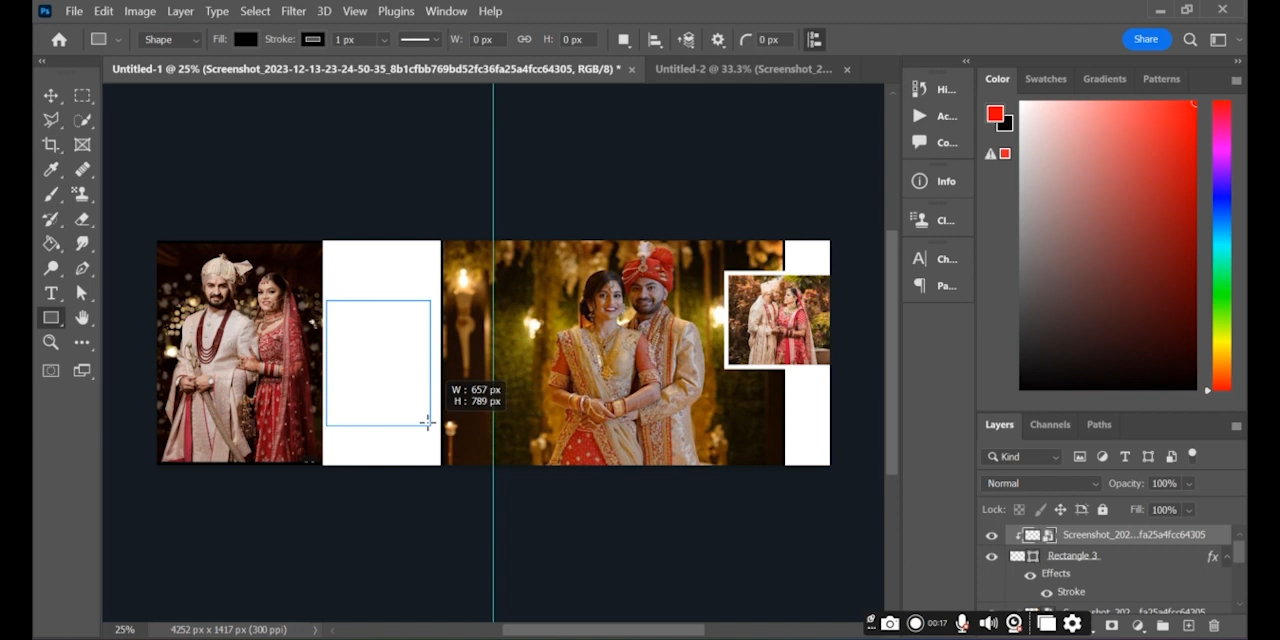 Ps File Edit Image Layer Type Select Filter 3D View Plugins Window Help
Shape Fill: Stroke: 1 px W: 0 px H: 0 px 0 px Share
Untitled-1 @ 25% (Screenshot_2023-12-13-23-24-50-35_8b1cfbb769bd52fc36fa25a4fcc64305, RGB/8) * × Untitled-2 @ 33.3% (Screenshot_2... ×
Hi...
Ac...
Co...
Info
Cl...
Ch...
Pa...
Color Swatches Gradients Patterns
W : 657 px
H : 789 px
Layers Channels Paths
Kind
Normal Opacity: 100%
Lock: Fill: 100%
Screenshot_202...fa25a4fcc64305
Rectangle 3 fx
Effects
Stroke
25% 4252 px x 1417 px (300 ppi)
00:17